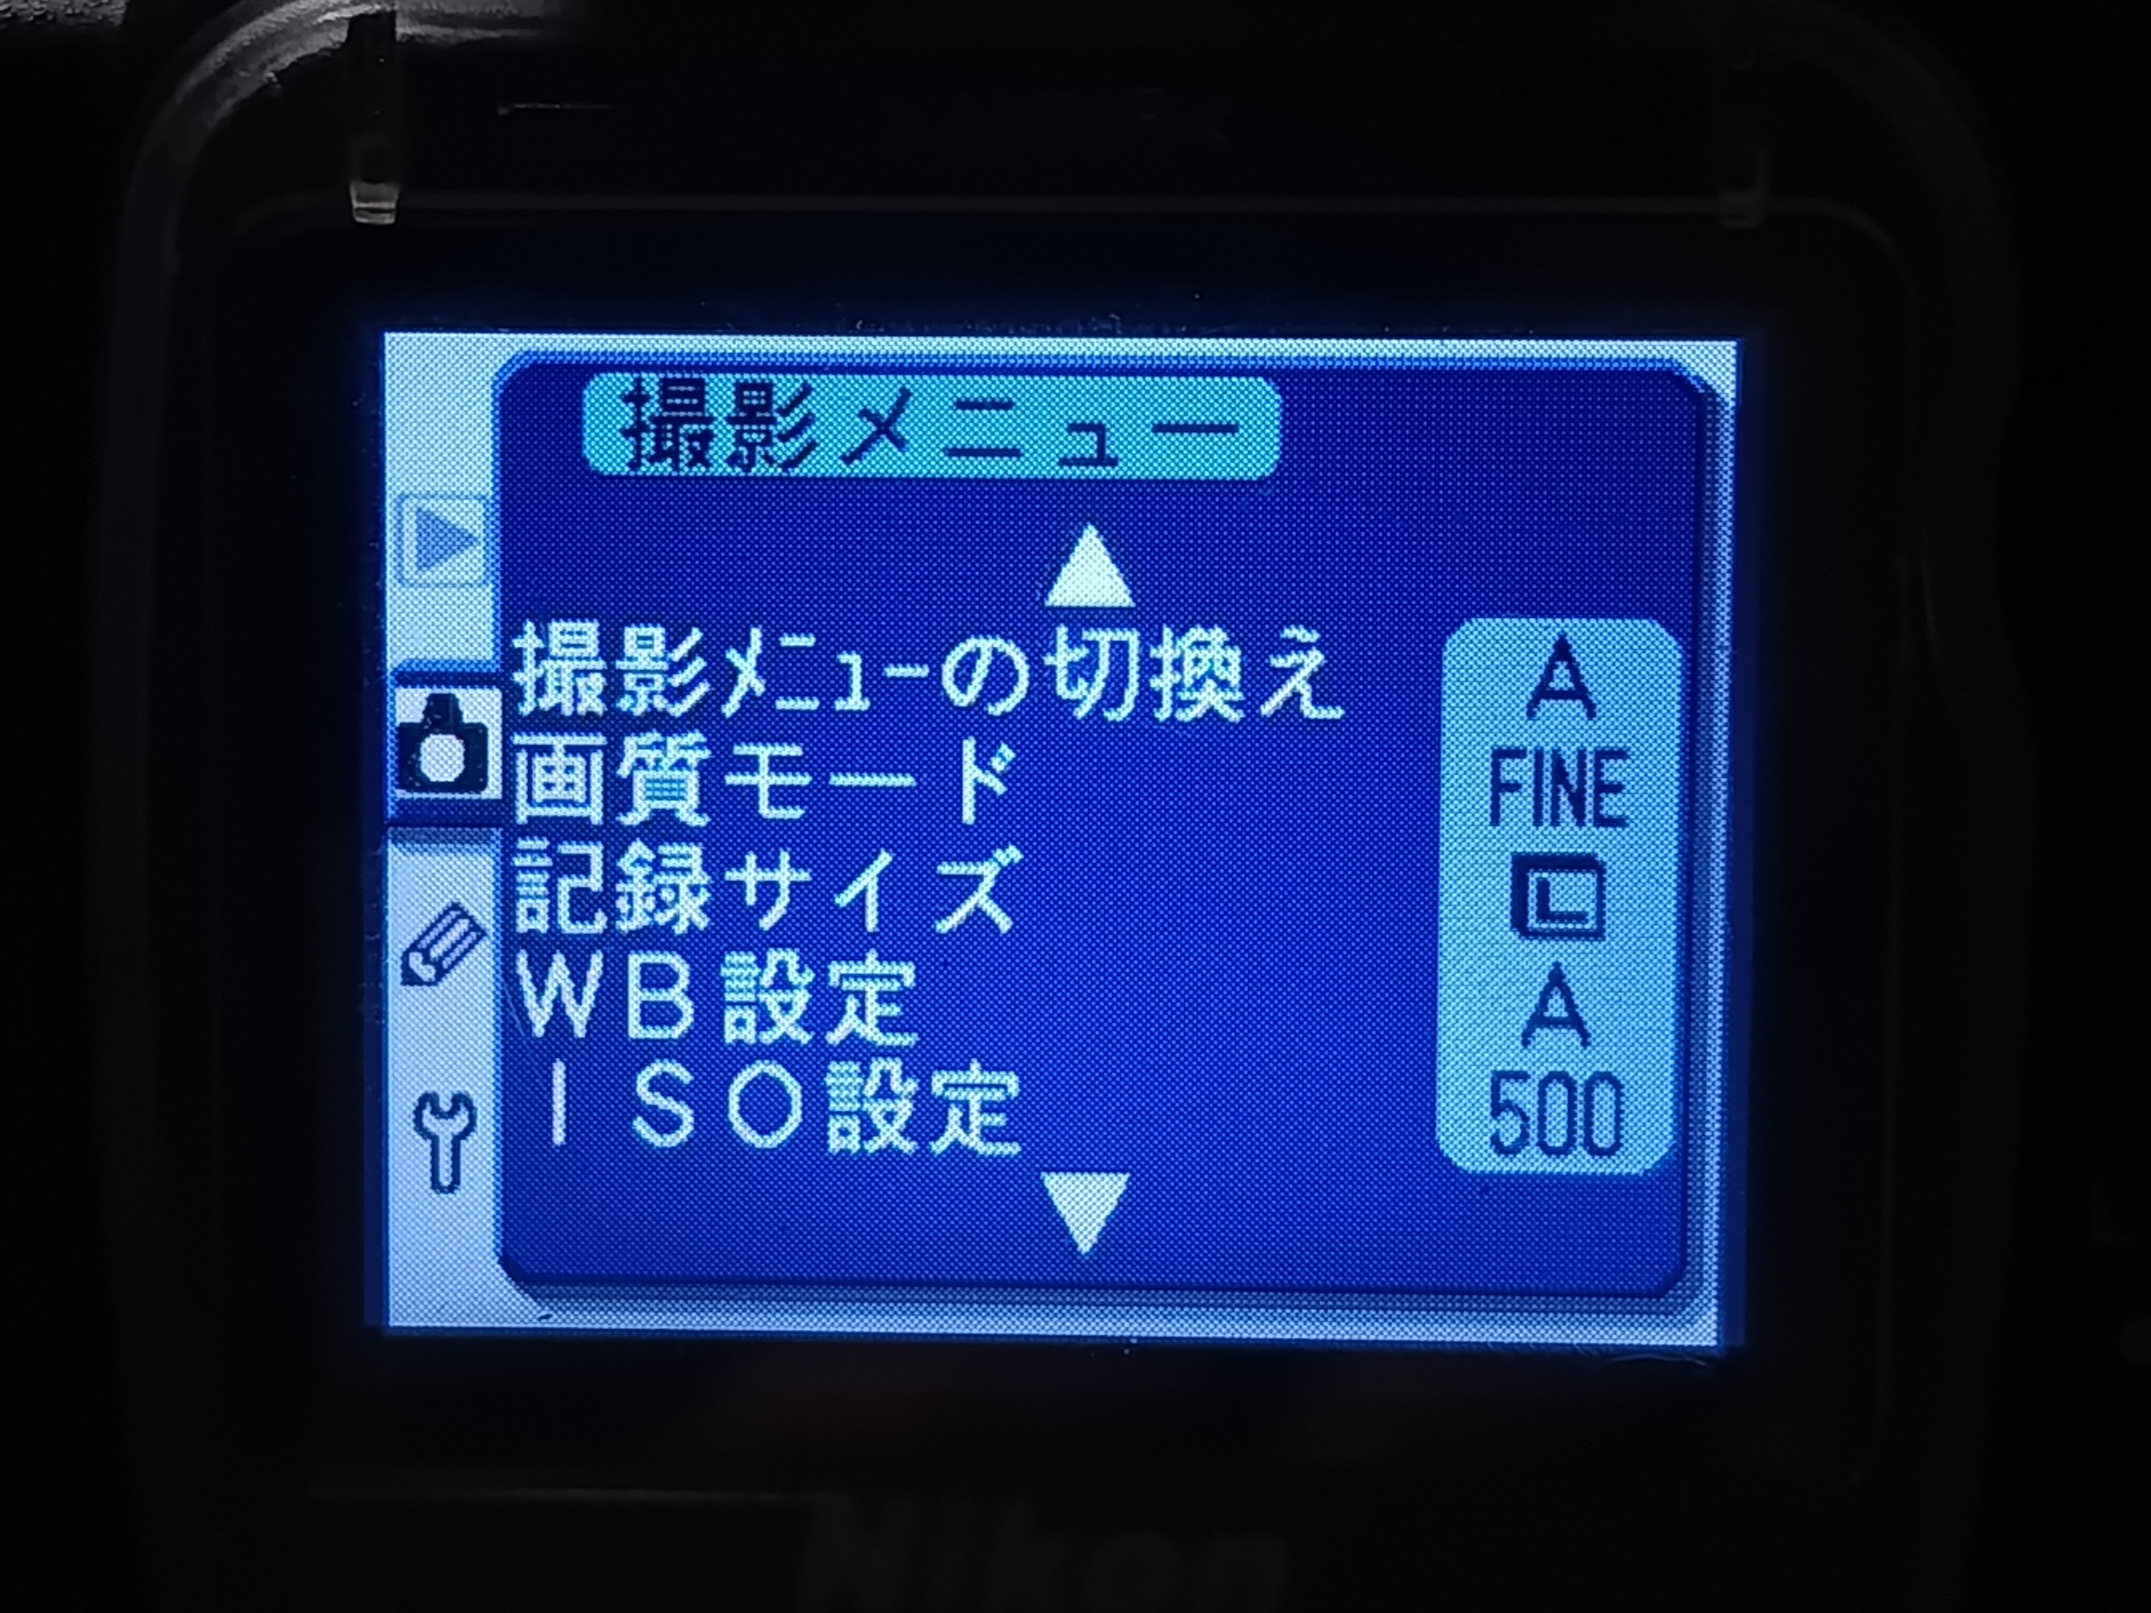 撮影メニュー
撮影ﾒﾆｭｰの切換え A
画質モード FINE
記録サイズ L
WB設定 A
ISO設定 500
Nikon